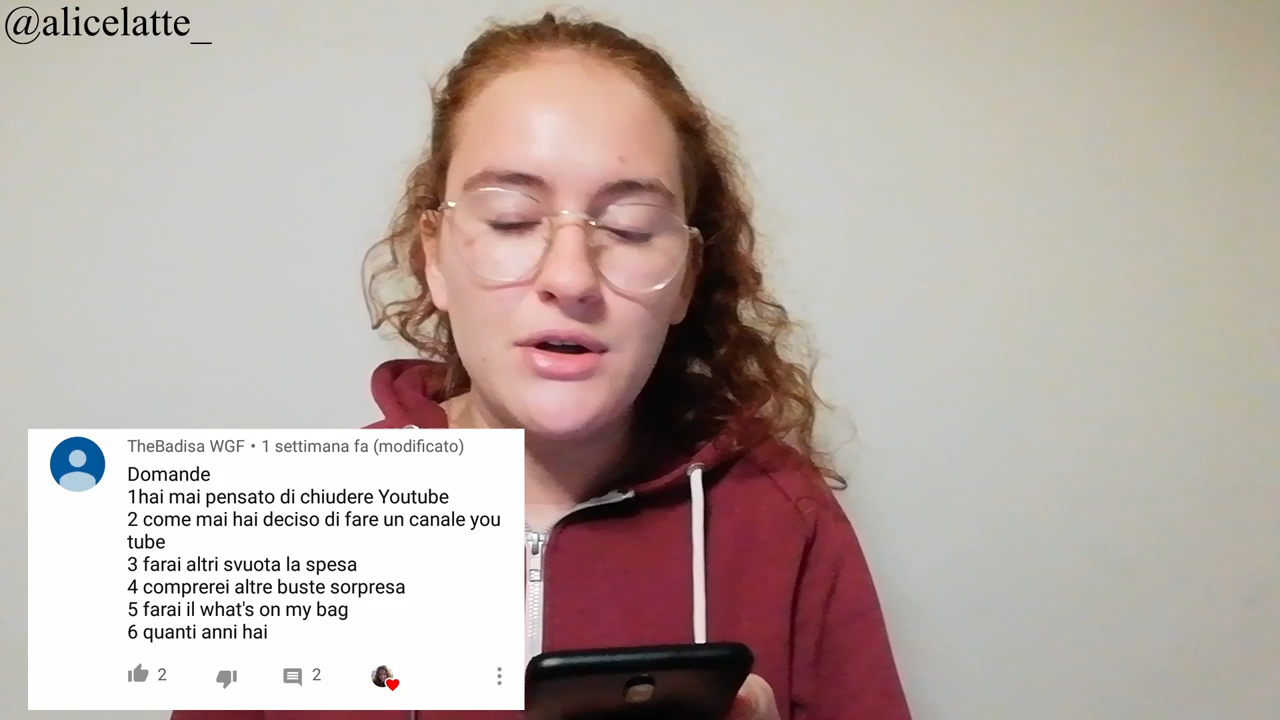 @alicelatte_
TheBadisa WGF • 1 settimana fa (modificato)
Domande
1hai mai pensato di chiudere Youtube
2 come mai hai deciso di fare un canale you
tube
3 farai altri svuota la spesa
4 comprerei altre buste sorpresa
5 farai il what's on my bag
6 quanti anni hai
2
2